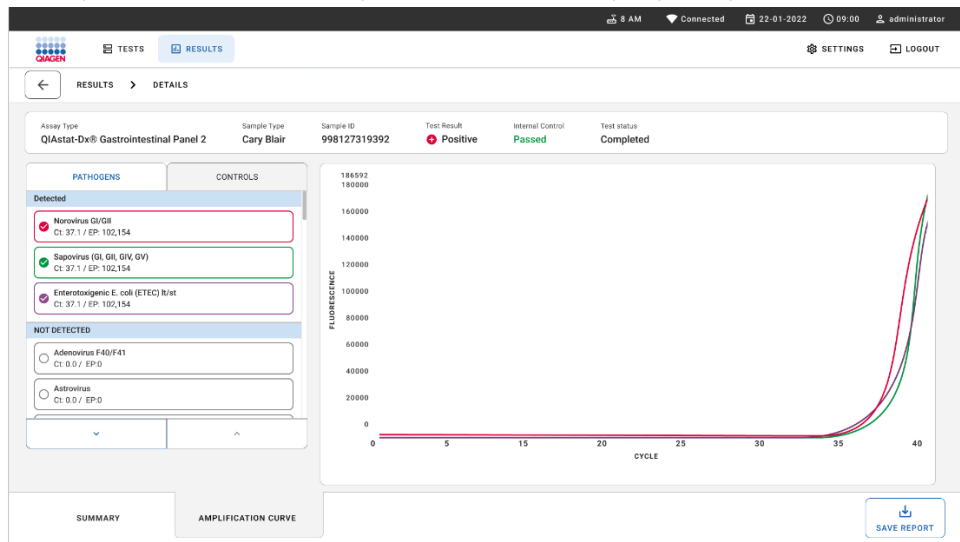 8 AM
Connected
22-01-2022
09:00
administrator
QIAGEN
TESTS
RESULTS
SETTINGS
LOGOUT
RESULTS > DETAILS
Assay Type
QIAstat-Dx® Gastrointestinal Panel 2
Sample Type
Cary Blair
Sample ID
998127319392
Test Result
Positive
Internal Control
Passed
Test status
Completed
PATHOGENS
CONTROLS
Detected
Norovirus GI/GII
Ct: 37.1 / EP: 102,154
Sapovirus (GI, GII, GIV, GV)
Ct: 37.1 / EP: 102,154
Enterotoxigenic E. coli (ETEC) lt/st
Ct: 37.1 / EP: 102,154
NOT DETECTED
Adenovirus F40/F41
Ct: 0.0 / EP:0
Astrovirus
Ct: 0.0 / EP:0
186592
180000
160000
140000
120000
100000
80000
60000
40000
20000
0
FLUORESCENCE
0 5 15 20 25 30 35 40
CYCLE
SUMMARY
AMPLIFICATION CURVE
SAVE REPORT